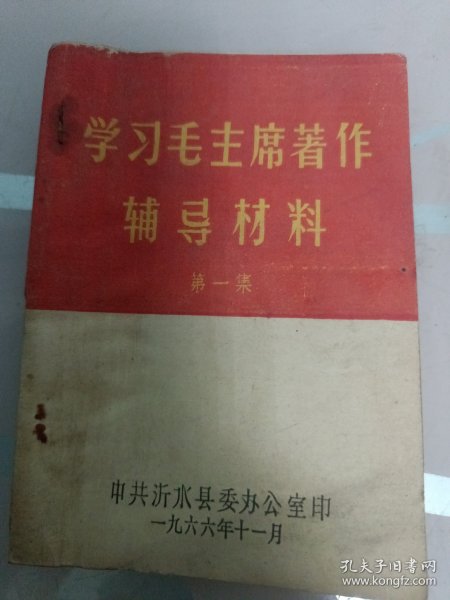 学习毛主席著作
辅导材料
第一集
中共沂水县委办公室印
一九六六年十一月
孔夫子旧书网
www.kongfz.com